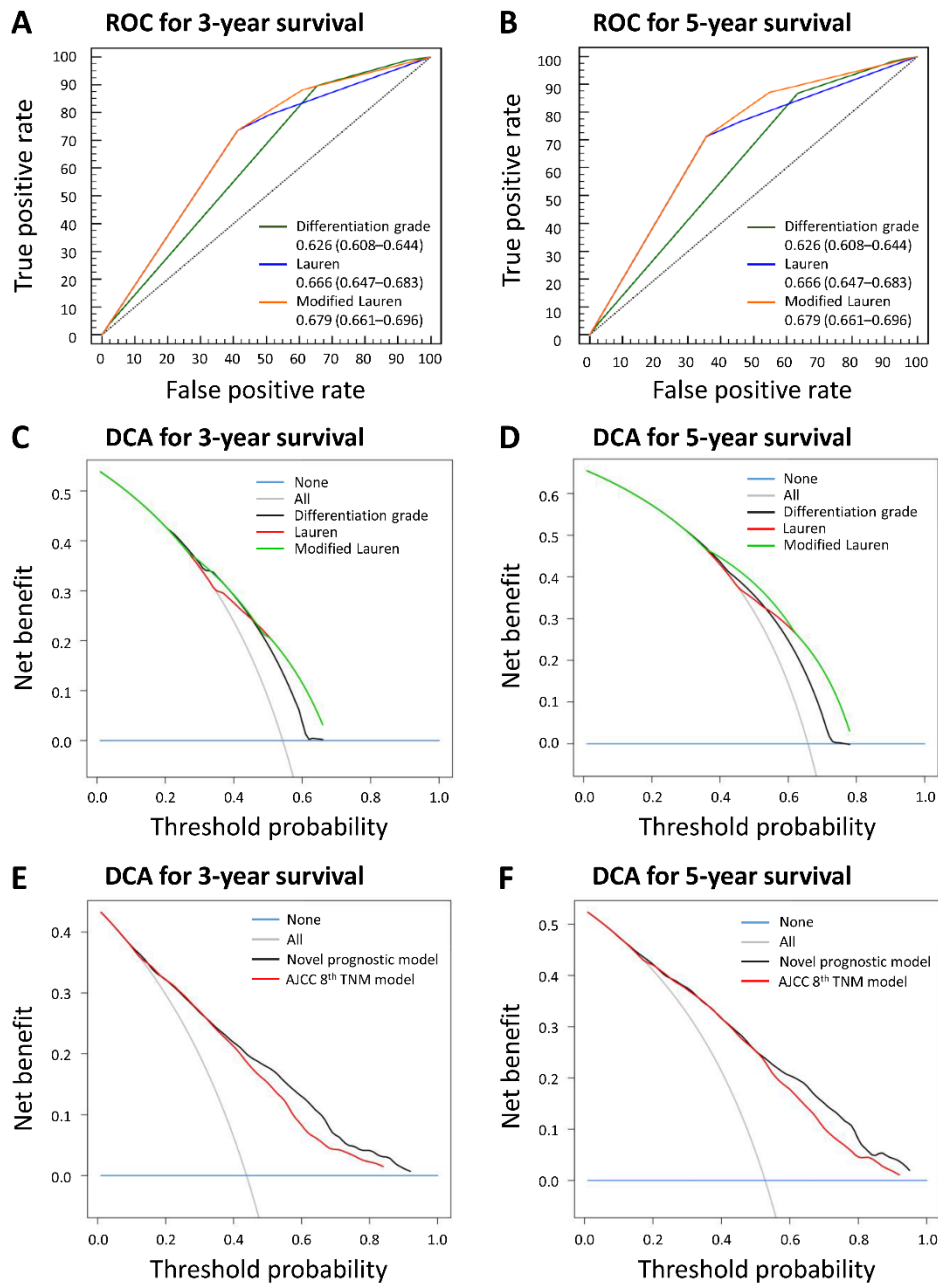 A ROC for 3-year survival
True positive rate
100
90
80
70
60
50
40
30
20
10
0
Differentiation grade
0.626 (0.608–0.644)
Lauren
0.666 (0.647–0.683)
Modified Lauren
0.679 (0.661–0.696)
0 10 20 30 40 50 60 70 80 90 100
False positive rate
B ROC for 5-year survival
True positive rate
100
90
80
70
60
50
40
30
20
10
0
Differentiation grade
0.626 (0.608–0.644)
Lauren
0.666 (0.647–0.683)
Modified Lauren
0.679 (0.661–0.696)
0 10 20 30 40 50 60 70 80 90 100
False positive rate
C DCA for 3-year survival
Net benefit
0.5
0.4
0.3
0.2
0.1
0.0
None
All
Differentiation grade
Lauren
Modified Lauren
0.0 0.2 0.4 0.6 0.8 1.0
Threshold probability
D DCA for 5-year survival
Net benefit
0.6
0.5
0.4
0.3
0.2
0.1
0.0
None
All
Differentiation grade
Lauren
Modified Lauren
0.0 0.2 0.4 0.6 0.8 1.0
Threshold probability
E DCA for 3-year survival
Net benefit
0.4
0.3
0.2
0.1
0.0
None
All
Novel prognostic model
AJCC 8th TNM model
0.0 0.2 0.4 0.6 0.8 1.0
Threshold probability
F DCA for 5-year survival
Net benefit
0.5
0.4
0.3
0.2
0.1
0.0
None
All
Novel prognostic model
AJCC 8th TNM model
0.0 0.2 0.4 0.6 0.8 1.0
Threshold probability